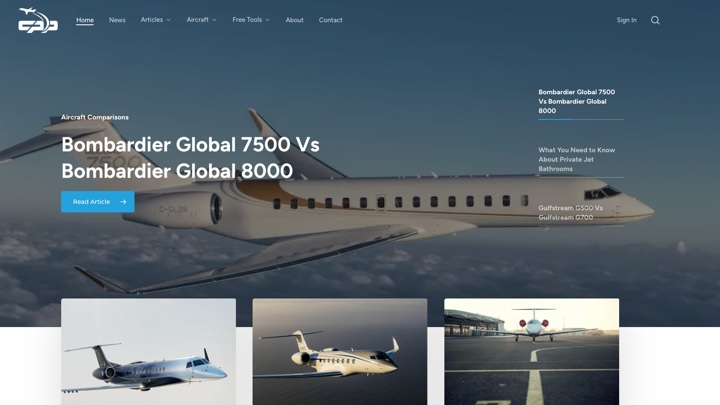 Home
News
Articles
Aircraft
Free Tools
About
Contact
Sign In
Aircraft Comparisons
Bombardier Global 7500 Vs
Bombardier Global 8000
Read Article
Bombardier Global 7500
Vs Bombardier Global
8000
What You Need to Know
About Private Jet
Bathrooms
Gulfstream G500 Vs
Gulfstream G700
7500